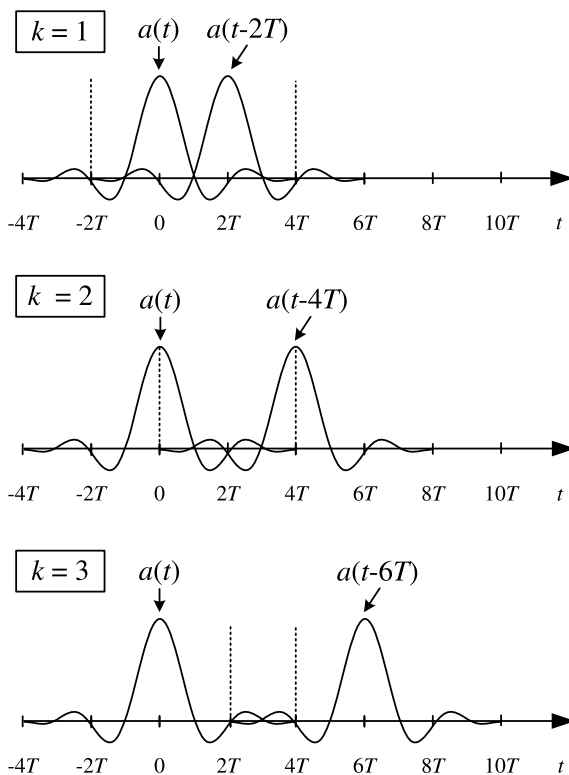 k = 1
a(t) a(t-2T)
-4T -2T 0 2T 4T 6T 8T 10T t
k = 2
a(t) a(t-4T)
-4T -2T 0 2T 4T 6T 8T 10T t
k = 3
a(t) a(t-6T)
-4T -2T 0 2T 4T 6T 8T 10T t